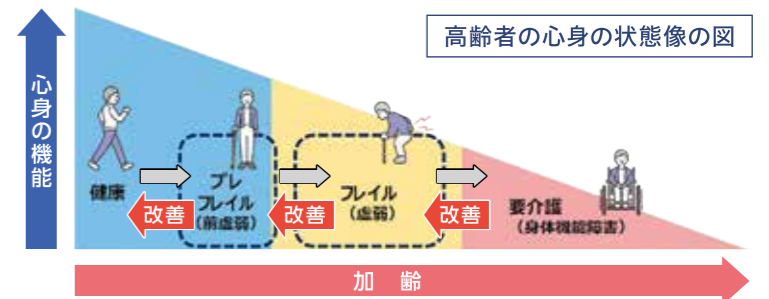 高齢者の心身の状態像の図
心身の機能
健康
プレ
フレイル
(前虚弱)
フレイル
(虚弱)
要介護
(身体機能障害)
改善
改善
改善
加 齢